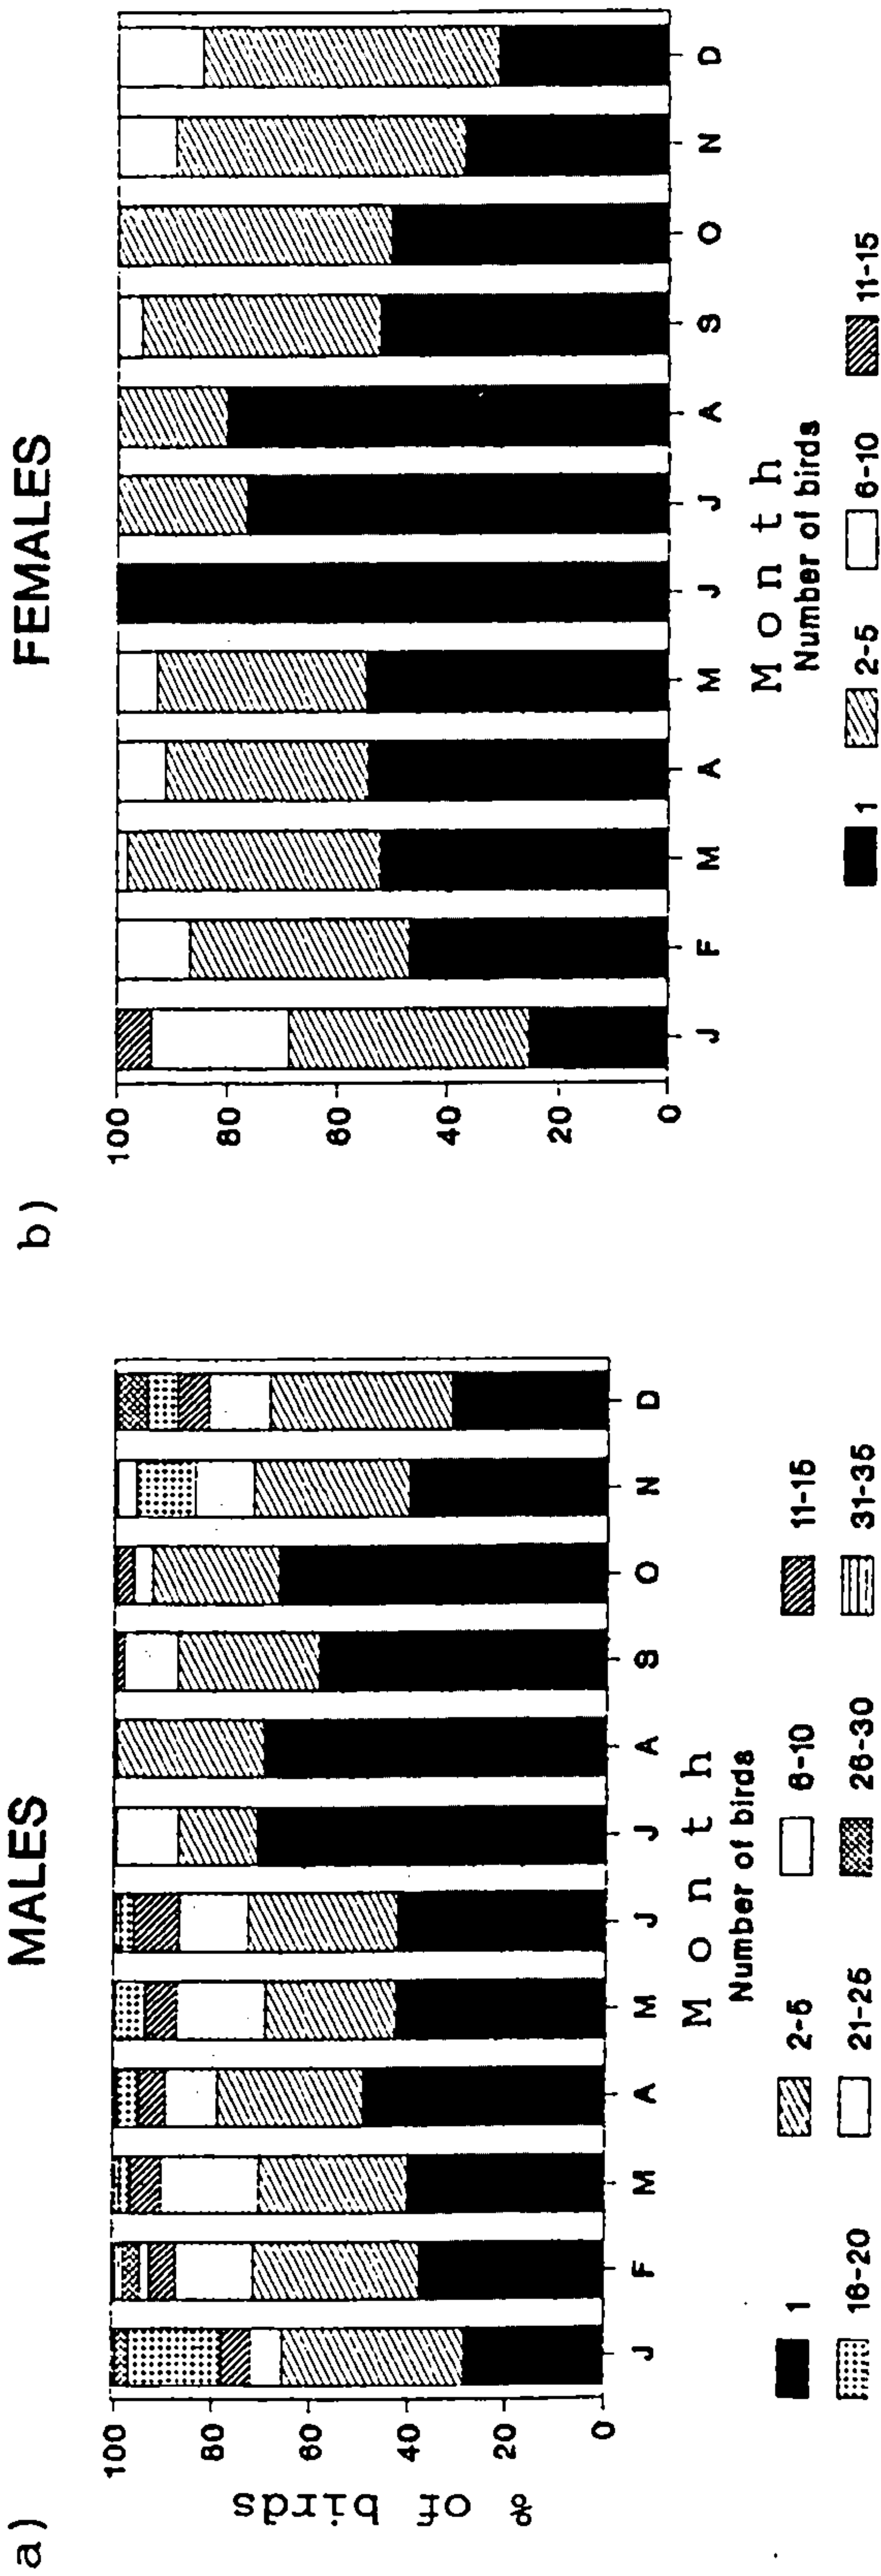 a)
MALES
% of birds
100
80
60
40
20
0
J F M A M J J A S O N D
Month
Number of birds
1 2-5 6-10 11-15
16-20 21-25 26-30 31-35
b)
FEMALES
100
80
60
40
20
0
J F M A M J J A S O N D
Month
Number of birds
1 2-5 6-10 11-15